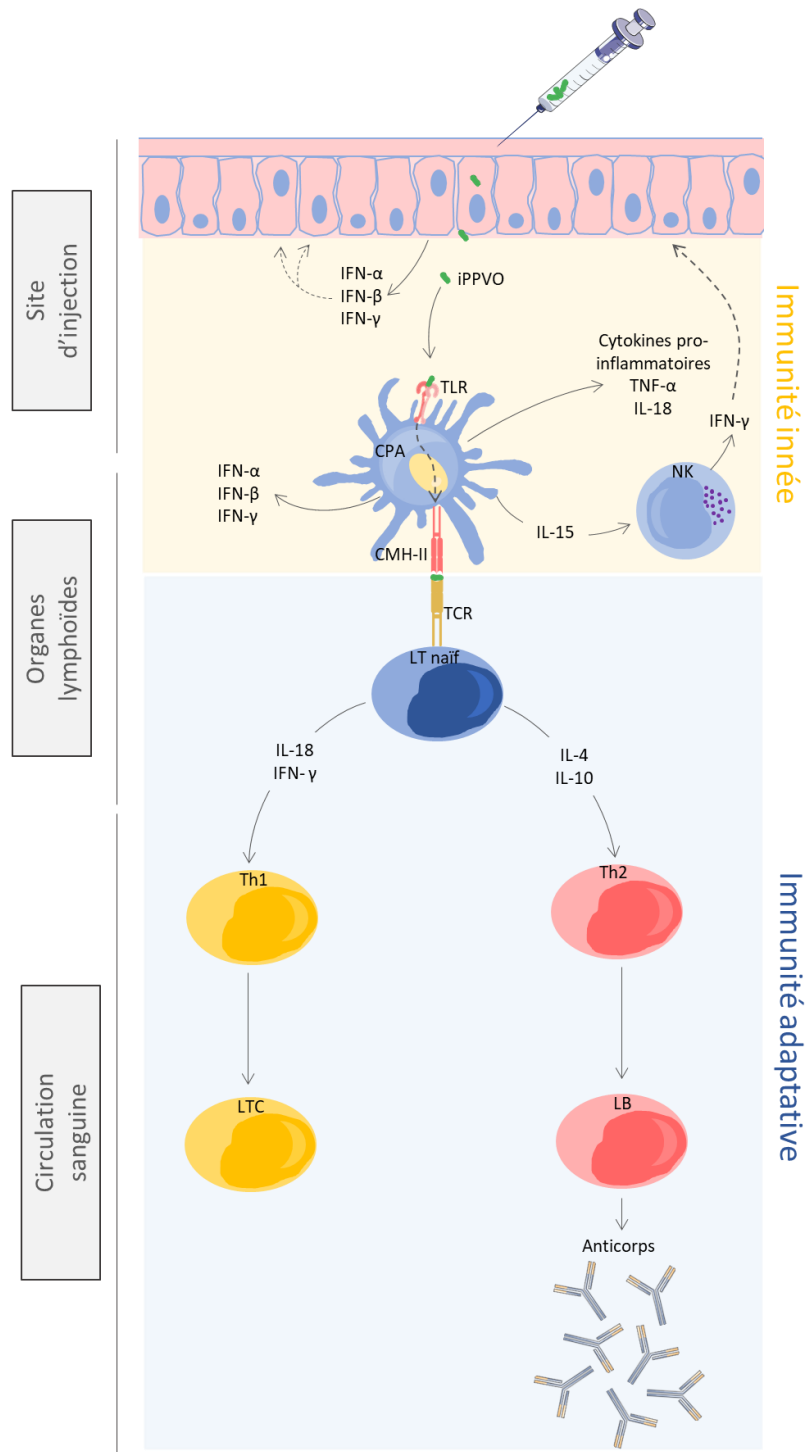 Site
d'injection
Organes
lymphoïdes
Circulation
sanguine
Immunité innée
Immunité adaptative
IFN-α
IFN-β
IFN-γ
iPPVO
TLR
Cytokines pro-
inflammatoires
TNF-α
IL-18
IFN-γ
NK
CPA
IFN-α
IFN-β
IFN-γ
IL-15
CMH-II
TCR
LT naïf
IL-18
IFN- γ
IL-4
IL-10
Th1
Th2
LTC
LB
Anticorps